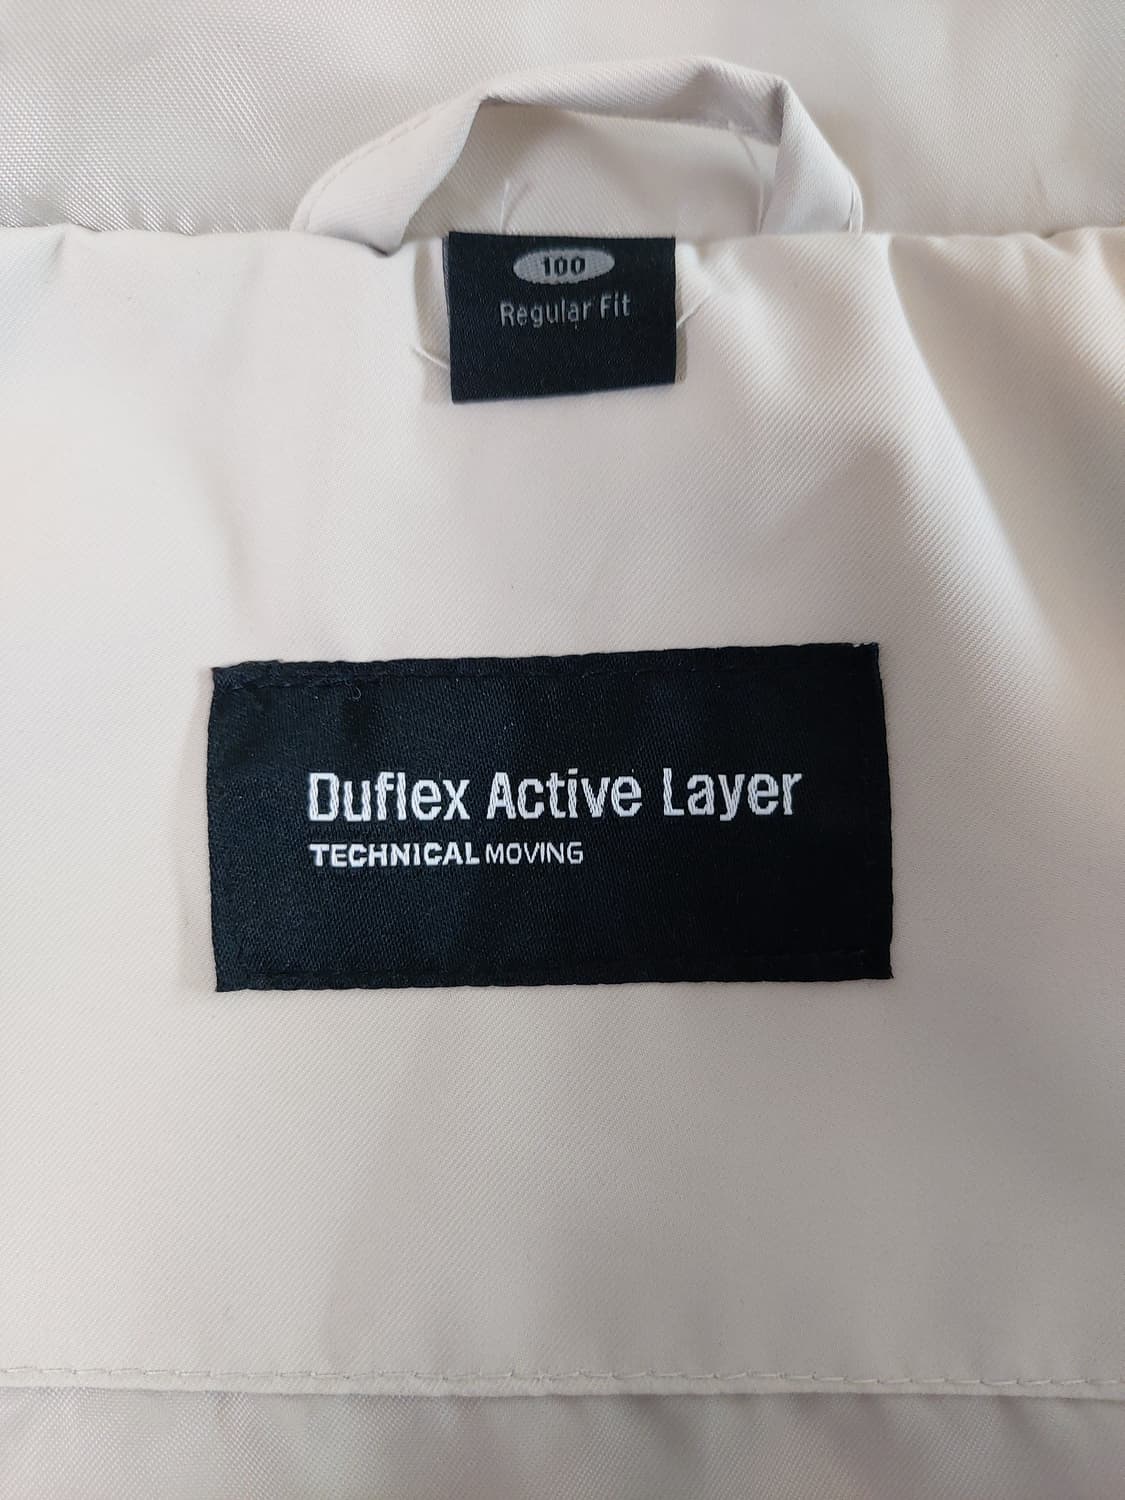 100
Regular Fit
Duflex Active Layer
TECHNICAL MOVING